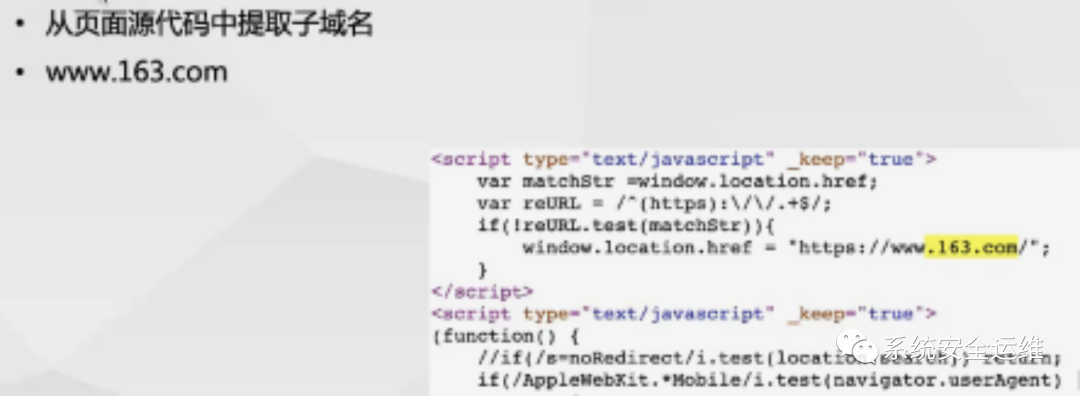 • 从页面源代码中提取子域名
• www.163.com
<script type="text/javascript" _keep="true">
var matchStr =window.location.href;
var reURL = /^(https):\/\/.+$/;
if(!reURL.test(matchStr)){
window.location.href = "https://www.163.com/";
}
</script>
<script type="text/javascript" _keep="true">
(function() {
//if(/s=noRedirect/i.test(location.search)) return;
if(/AppleWebKit.*Mobile/i.test(navigator.userAgent)
系统安全运维